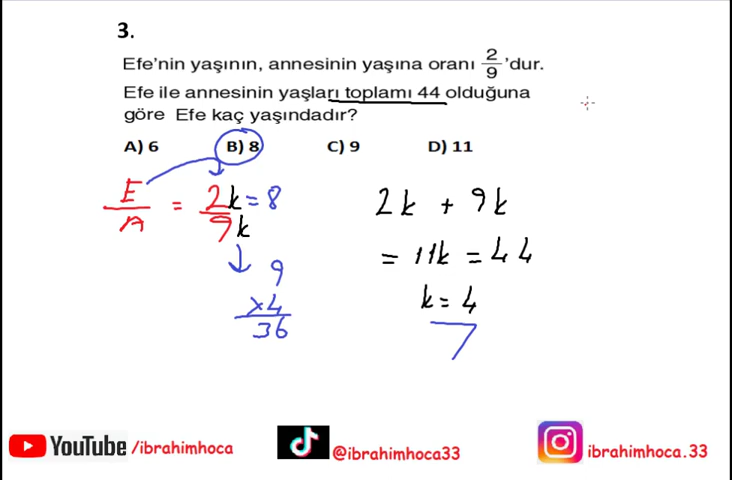 3.
Efe'nin yaşının, annesinin yaşına oranı 2/9 'dur.
Efe ile annesinin yaşları toplamı 44 olduğuna
göre Efe kaç yaşındadır?
A) 6 B) 8 C) 9 D) 11
E/A = 2k/9k = 8
9
x4
36
2k + 9k
= 11k = 44
k = 4
YouTube /ibrahimhoca
@ibrahimhoca33
ibrahimhoca.33